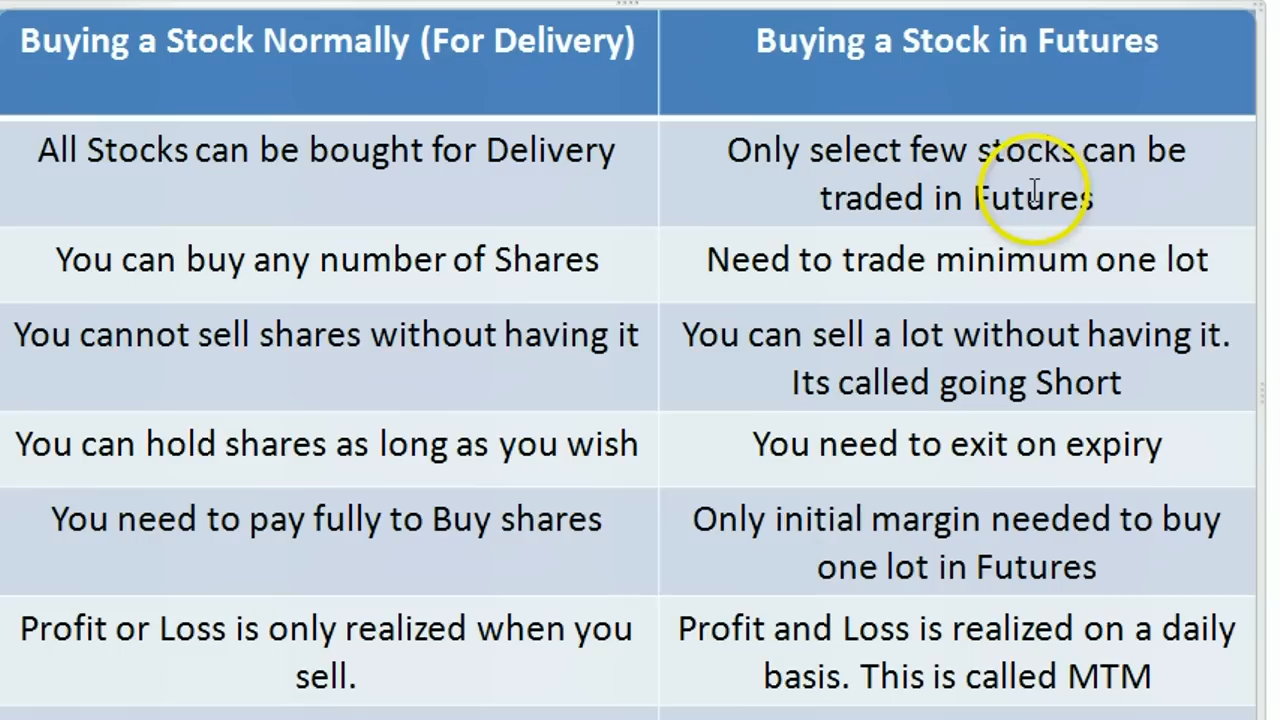 Buying a Stock Normally (For Delivery)
Buying a Stock in Futures
All Stocks can be bought for Delivery
Only select few stocks can be
traded in Futures
You can buy any number of Shares
Need to trade minimum one lot
You cannot sell shares without having it
You can sell a lot without having it.
Its called going Short
You can hold shares as long as you wish
You need to exit on expiry
You need to pay fully to Buy shares
Only initial margin needed to buy
one lot in Futures
Profit or Loss is only realized when you
sell.
Profit and Loss is realized on a daily
basis. This is called MTM